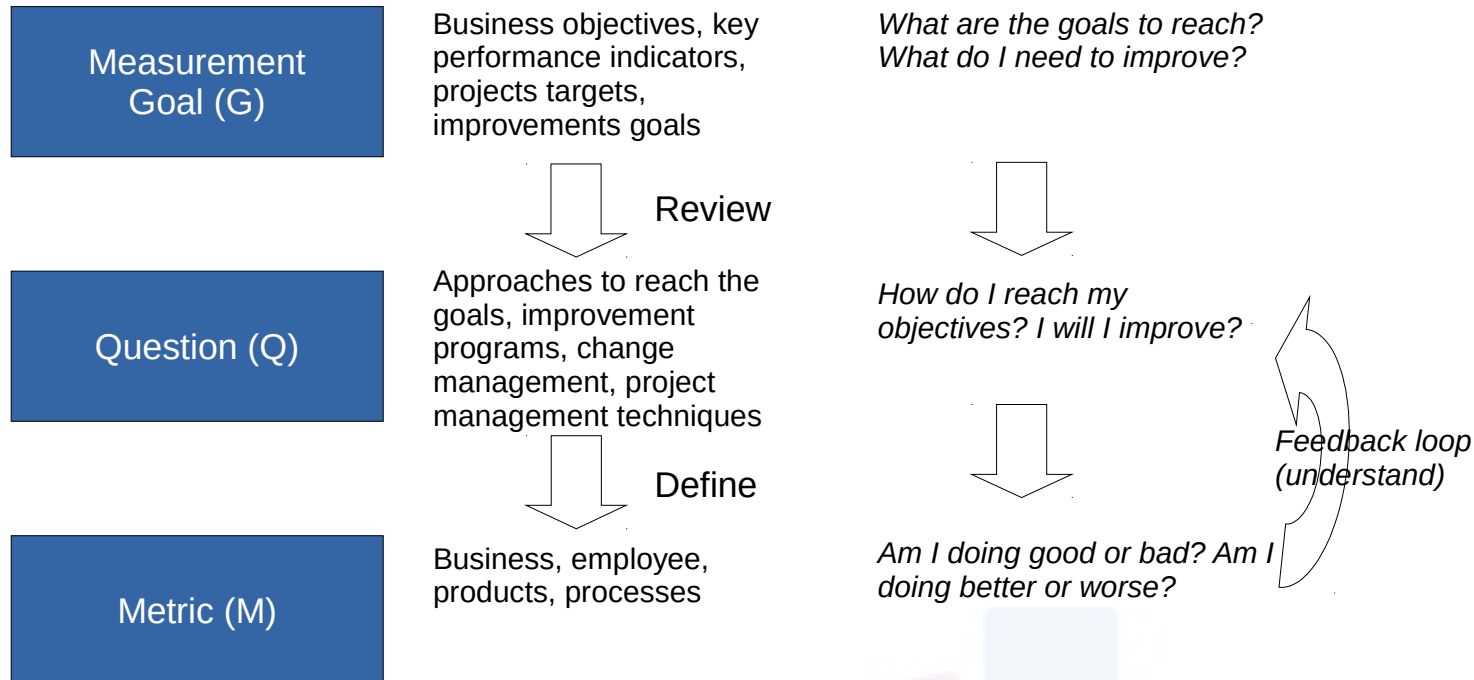 Measurement
Goal (G)
Business objectives, key
performance indicators,
projects targets,
improvements goals
What are the goals to reach?
What do I need to improve?
Review
Question (Q)
Approaches to reach the
goals, improvement
programs, change
management, project
management techniques
How do I reach my
objectives? I will I improve?
Feedback loop
(understand)
Define
Metric (M)
Business, employee,
products, processes
Am I doing good or bad? Am I
doing better or worse?